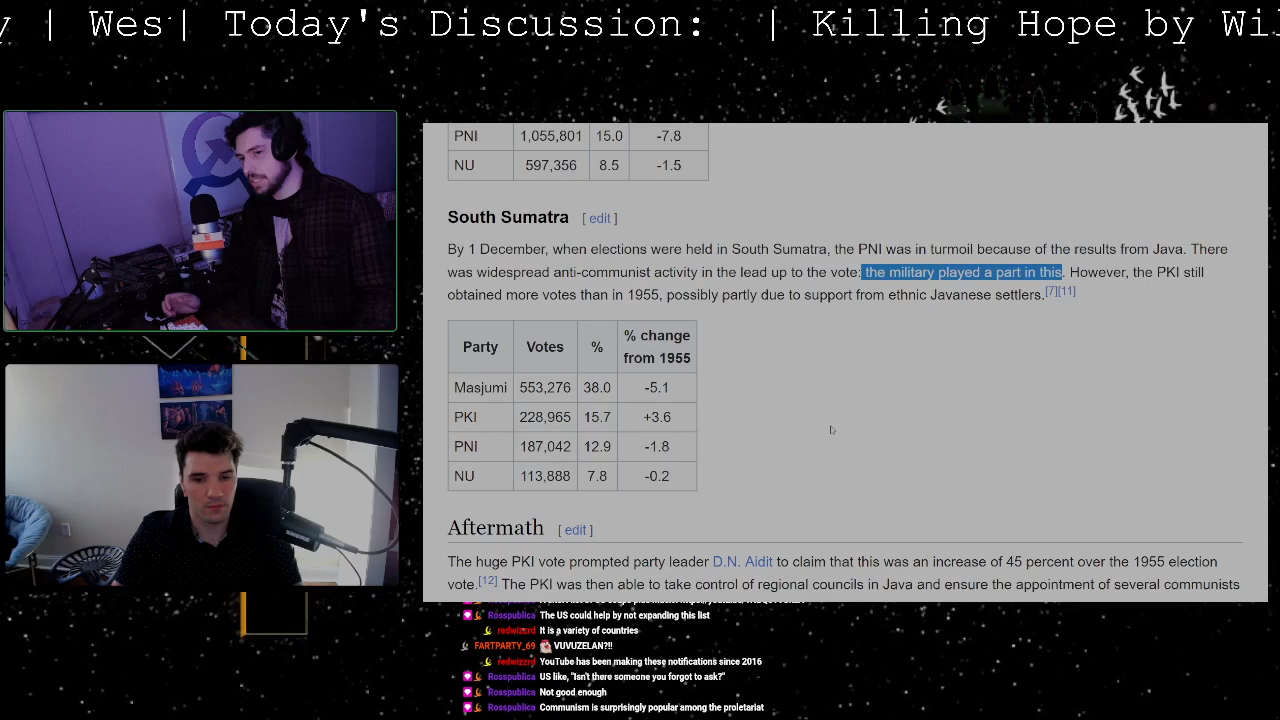 y | Wes | Today's Discussion: | Killing Hope by Wil
PNI 1,055,801 15.0 -7.8
NU 597,356 8.5 -1.5
South Sumatra [ edit ]
By 1 December, when elections were held in South Sumatra, the PNI was in turmoil because of the results from Java. There
was widespread anti-communist activity in the lead up to the vote: the military played a part in this. However, the PKI still
obtained more votes than in 1955, possibly partly due to support from ethnic Javanese settlers.[7][11]
Party Votes % % change from 1955
Masjumi 553,276 38.0 -5.1
PKI 228,965 15.7 +3.6
PNI 187,042 12.9 -1.8
NU 113,888 7.8 -0.2
Aftermath [ edit ]
The huge PKI vote prompted party leader D.N. Aidit to claim that this was an increase of 45 percent over the 1955 election
vote [12] The PKI was then able to take control of regional councils in Java and ensure the appointment of several communists
Rosspublica The US could help by not expanding this list
redwizzrd It is a variety of countries
FARTPARTY_69 VUVUZELAN?!!
redwizzrd YouTube has been making these notifications since 2016
Rosspublica US like, "Isn't there someone you forgot to ask?"
Rosspublica Not good enough
Rosspublica Communism is surprisingly popular among the proletariat